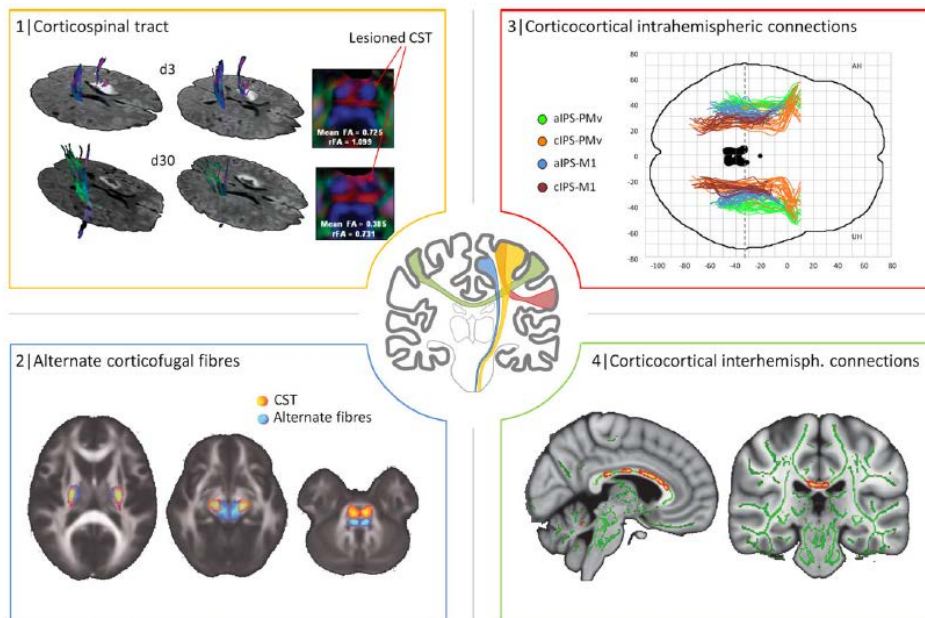 1|Corticospinal tract
Lesioned CST
d3
Mean FA = 0.725
rFA = 1.099
d30
Mean FA = 0.385
rFA = 0.731
3|Corticocortical intrahemispheric connections
80
60
40
20
0
-20
-40
-60
-80
-100 -80 -60 -40 -20 0 20 40 60 80
AH
UH
aIPS-PMv
cIPS-PMv
aIPS-M1
cIPS-M1
2|Alternate corticofugal fibres
CST
Alternate fibres
4|Corticocortical interhemisph. connections